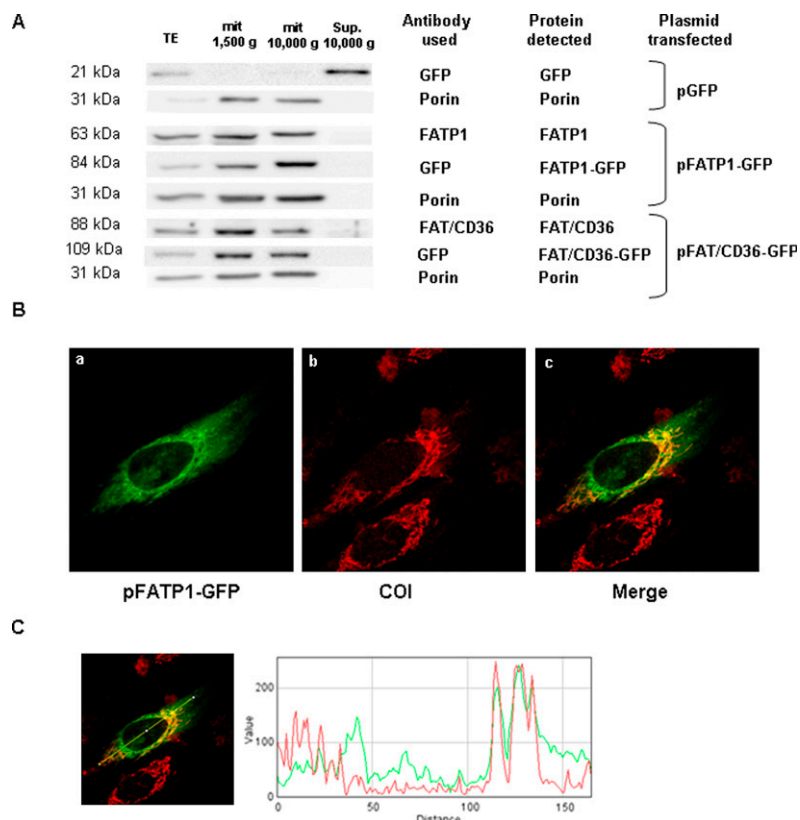 A
TE mit 1,500 g mit 10,000 g Sup. 10,000 g Antibody used Protein detected Plasmid transfected
21 kDa GFP GFP pGFP
31 kDa Porin Porin
63 kDa FATP1 FATP1 pFATP1-GFP
84 kDa GFP FATP1-GFP
31 kDa Porin Porin
88 kDa FAT/CD36 FAT/CD36 pFAT/CD36-GFP
109 kDa GFP FAT/CD36-GFP
31 kDa Porin Porin
B
a b c
pFATP1-GFP COI Merge
C
Value
200
100
0
0 50 100 150
Distance